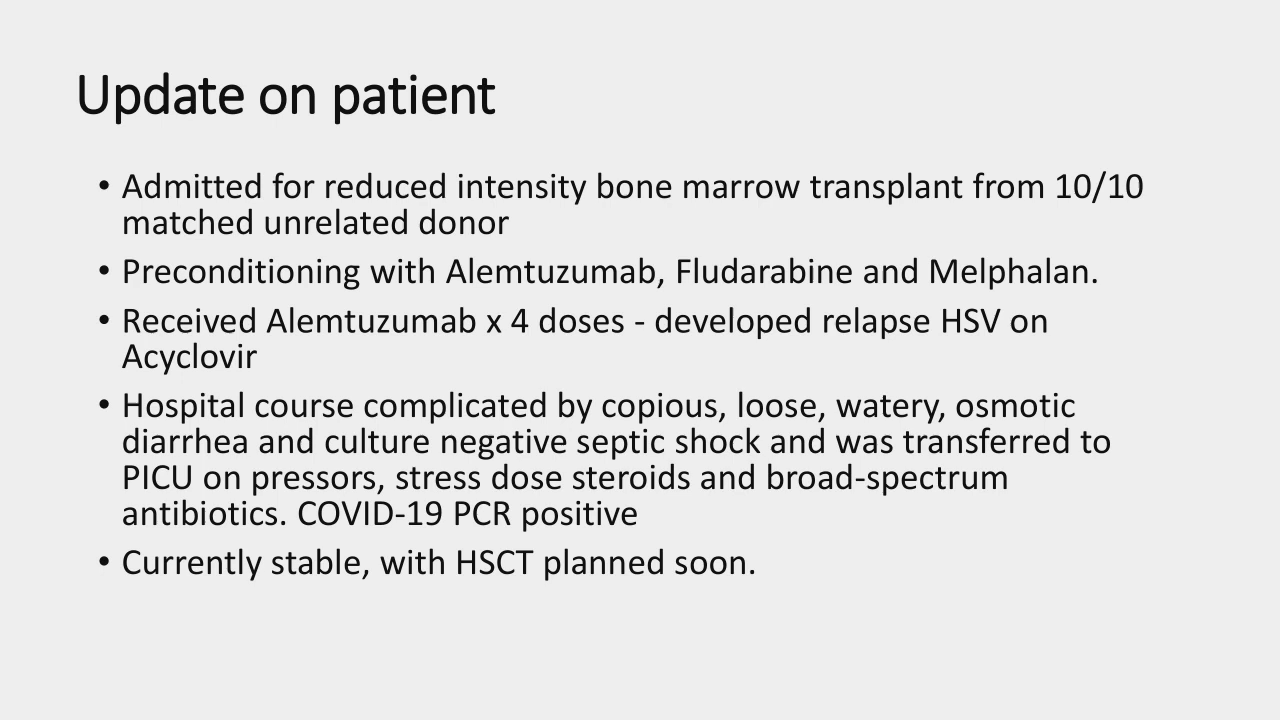 Update on patient
• Admitted for reduced intensity bone marrow transplant from 10/10
matched unrelated donor
• Preconditioning with Alemtuzumab, Fludarabine and Melphalan.
• Received Alemtuzumab x 4 doses - developed relapse HSV on
Acyclovir
• Hospital course complicated by copious, loose, watery, osmotic
diarrhea and culture negative septic shock and was transferred to
PICU on pressors, stress dose steroids and broad-spectrum
antibiotics. COVID-19 PCR positive
• Currently stable, with HSCT planned soon.